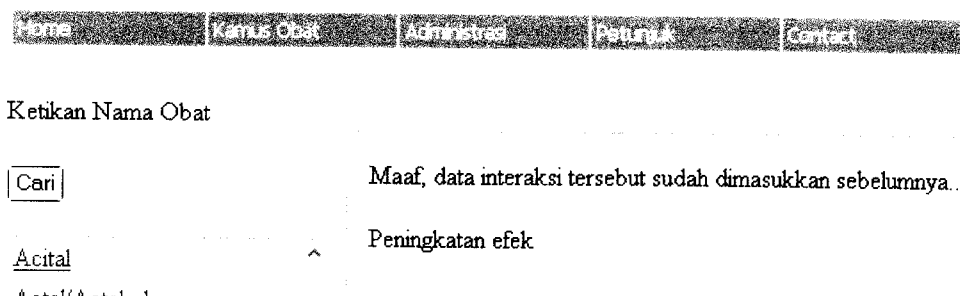 Home Kamus Obat Administrasi Petunjuk Contact
Ketikan Nama Obat
Cari
Maaf, data interaksi tersebut sudah dimasukkan sebelumnya..
Peningkatan efek
Acital